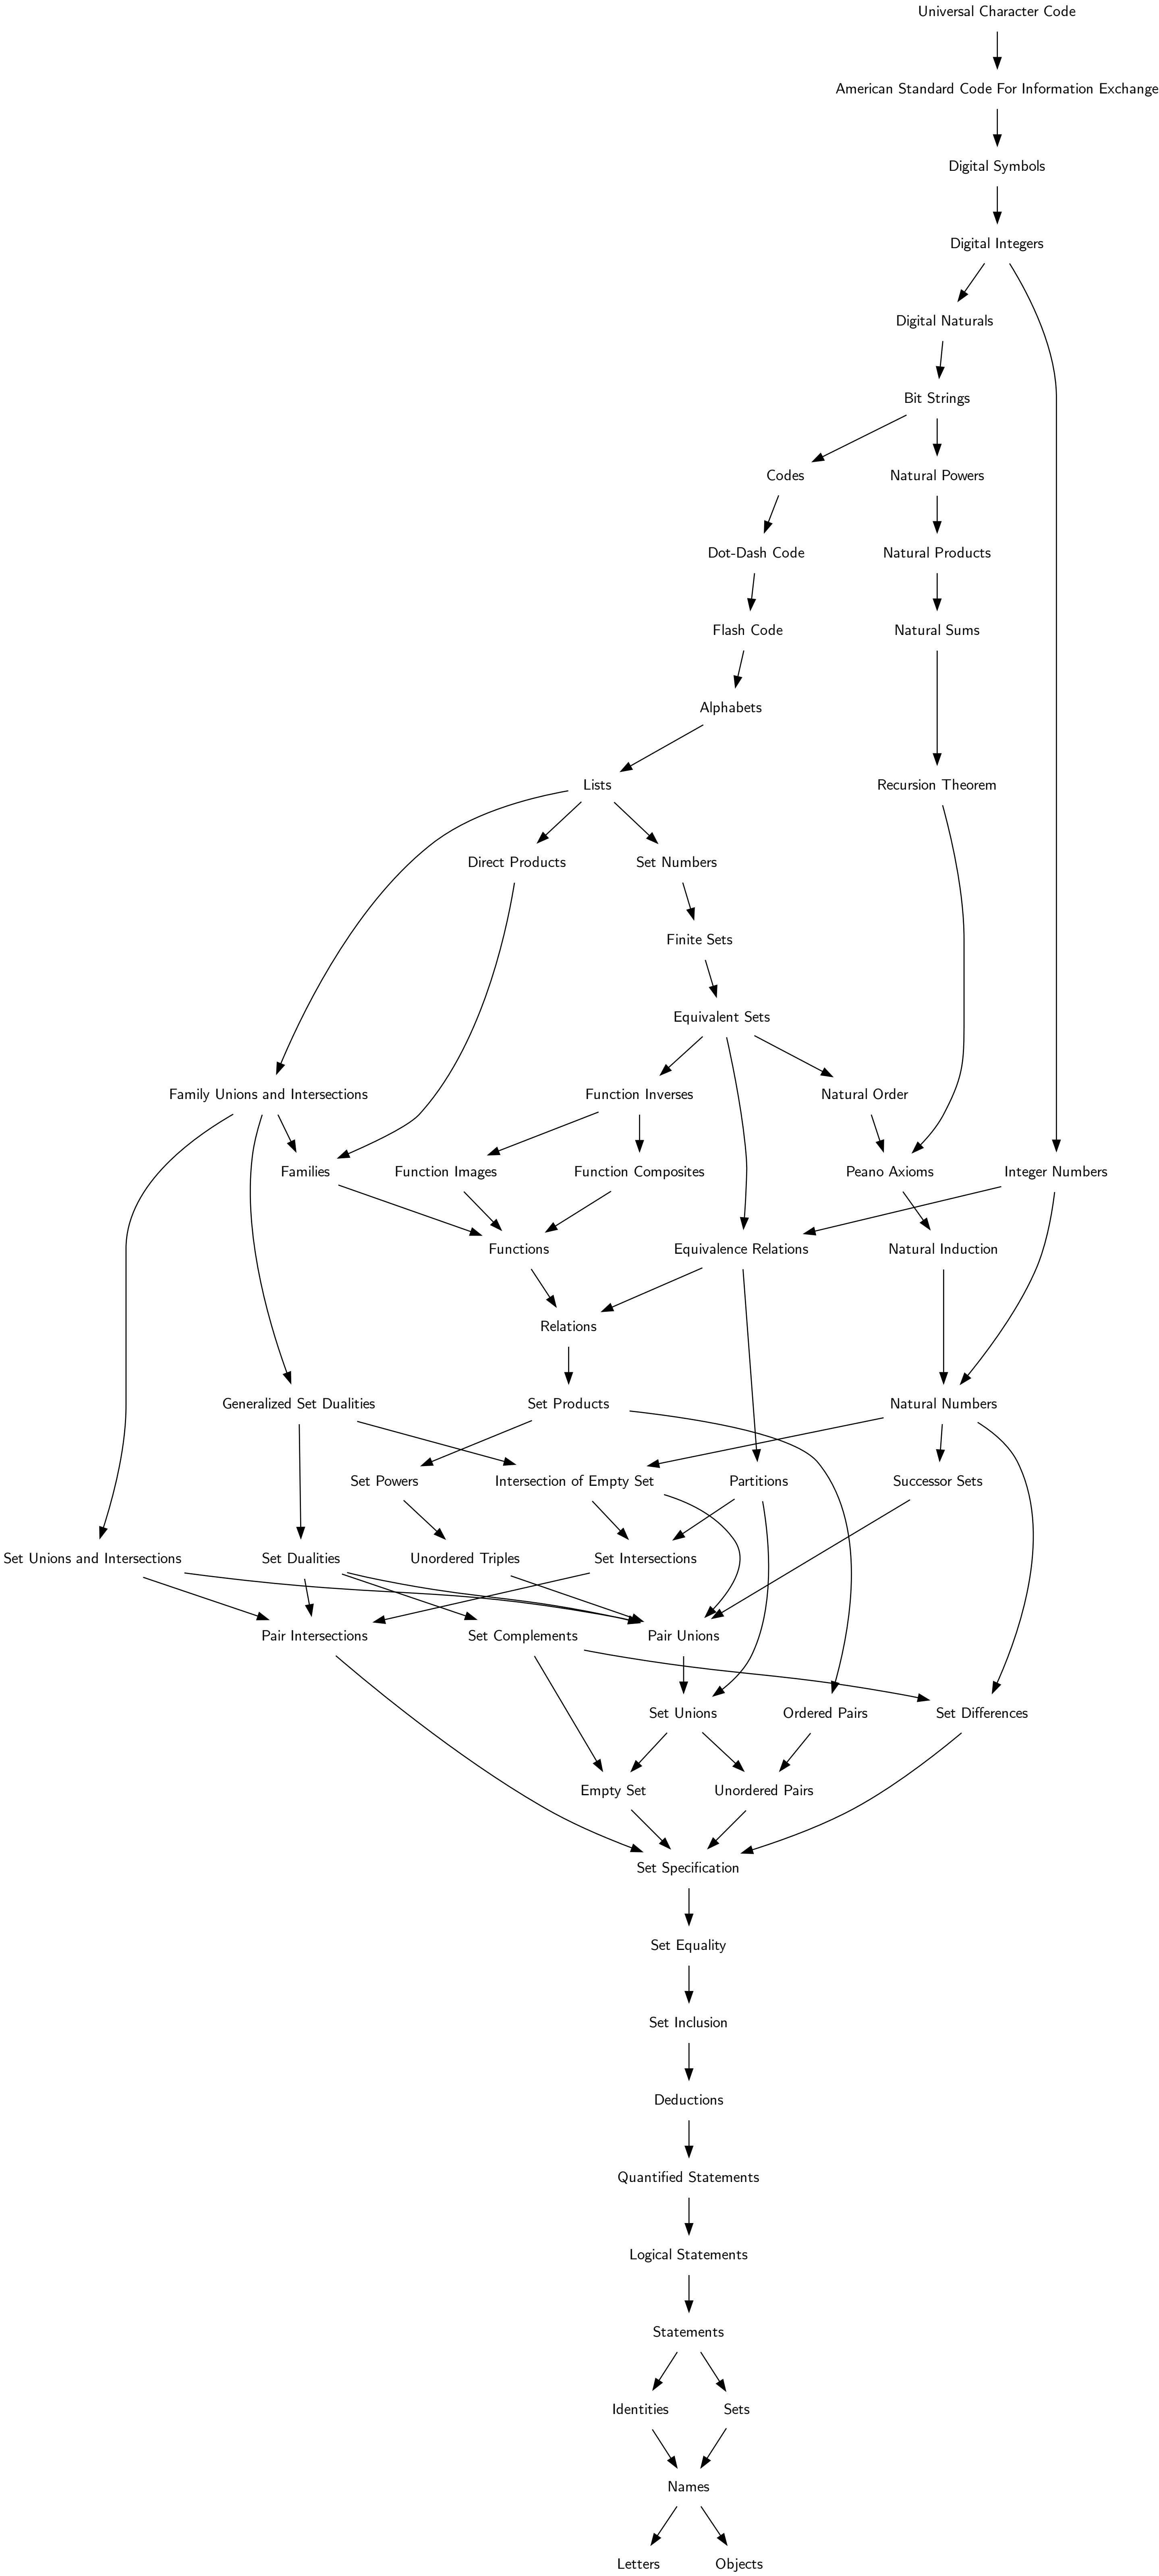 Universal Character Code
American Standard Code For Information Exchange
Digital Symbols
Digital Integers
Digital Naturals
Bit Strings
Codes
Natural Powers
Dot-Dash Code
Natural Products
Flash Code
Natural Sums
Alphabets
Lists
Recursion Theorem
Direct Products
Set Numbers
Finite Sets
Equivalent Sets
Family Unions and Intersections
Function Inverses
Natural Order
Families
Function Images
Function Composites
Peano Axioms
Integer Numbers
Functions
Equivalence Relations
Natural Induction
Relations
Generalized Set Dualities
Set Products
Natural Numbers
Set Powers
Intersection of Empty Set
Partitions
Successor Sets
Set Unions and Intersections
Set Dualities
Unordered Triples
Set Intersections
Pair Intersections
Set Complements
Pair Unions
Set Unions
Ordered Pairs
Set Differences
Empty Set
Unordered Pairs
Set Specification
Set Equality
Set Inclusion
Deductions
Quantified Statements
Logical Statements
Statements
Identities
Sets
Names
Letters
Objects